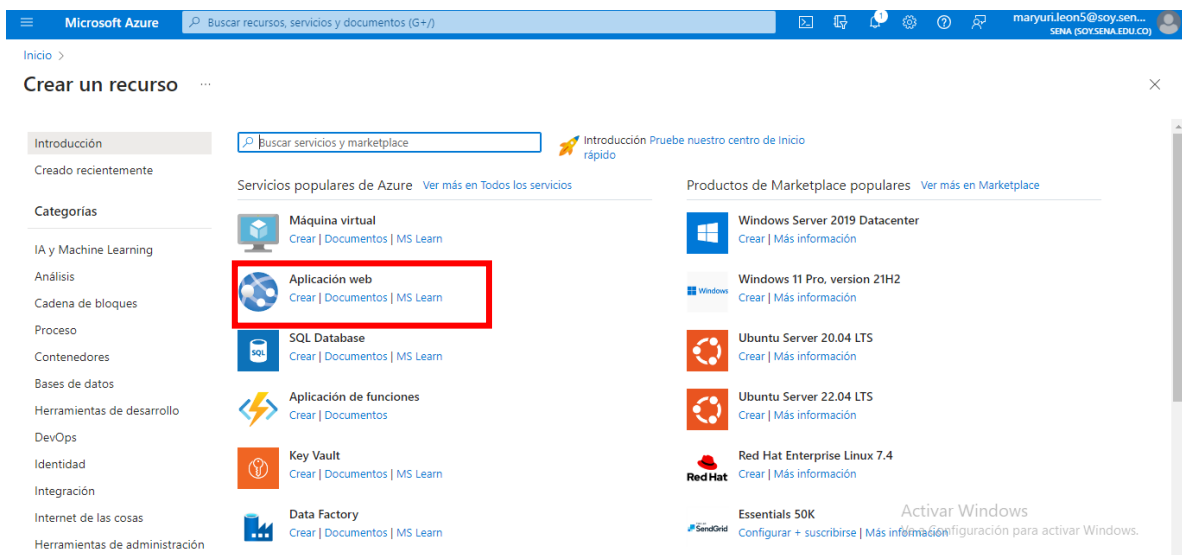 Microsoft Azure
Buscar recursos, servicios y documentos (G+/)
1
maryuri.leon5@soy.sen...
SENA (SOY.SENA.EDU.CO)
Inicio >
Crear un recurso ...
Introducción
Creado recientemente
Categorías
IA y Machine Learning
Análisis
Cadena de bloques
Proceso
Contenedores
Bases de datos
Herramientas de desarrollo
DevOps
Identidad
Integración
Internet de las cosas
Herramientas de administración
Buscar servicios y marketplace
Introducción Pruebe nuestro centro de Inicio
rápido
Servicios populares de Azure Ver más en Todos los servicios
Máquina virtual
Crear | Documentos | MS Learn
Aplicación web
Crear | Documentos | MS Learn
SQL
SQL Database
Crear | Documentos | MS Learn
Aplicación de funciones
Crear | Documentos
Key Vault
Crear | Documentos | MS Learn
Data Factory
Crear | Documentos | MS Learn
Productos de Marketplace populares Ver más en Marketplace
Windows Server 2019 Datacenter
Crear | Más información
Windows
Windows 11 Pro, version 21H2
Crear | Más información
Ubuntu Server 20.04 LTS
Crear | Más información
Ubuntu Server 22.04 LTS
Crear | Más información
Red Hat
Red Hat Enterprise Linux 7.4
Crear | Más información
SendGrid
Essentials 50K
Configurar + suscribirse | Más información
Activar Windows
Configuración para activar Windows.